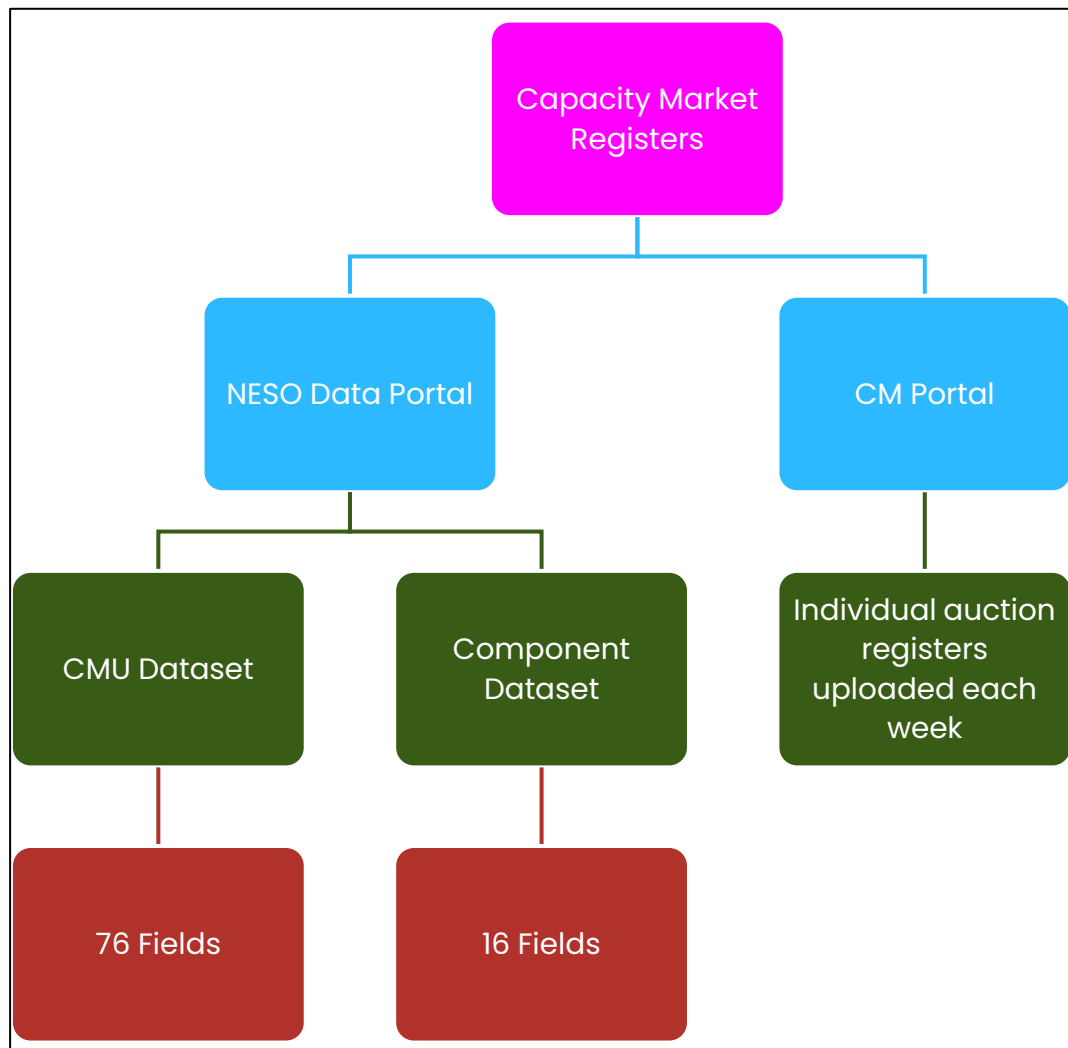 Capacity Market
Registers
NESO Data Portal
CM Portal
CMU Dataset
Component
Dataset
Individual auction
registers
uploaded each
week
76 Fields
16 Fields